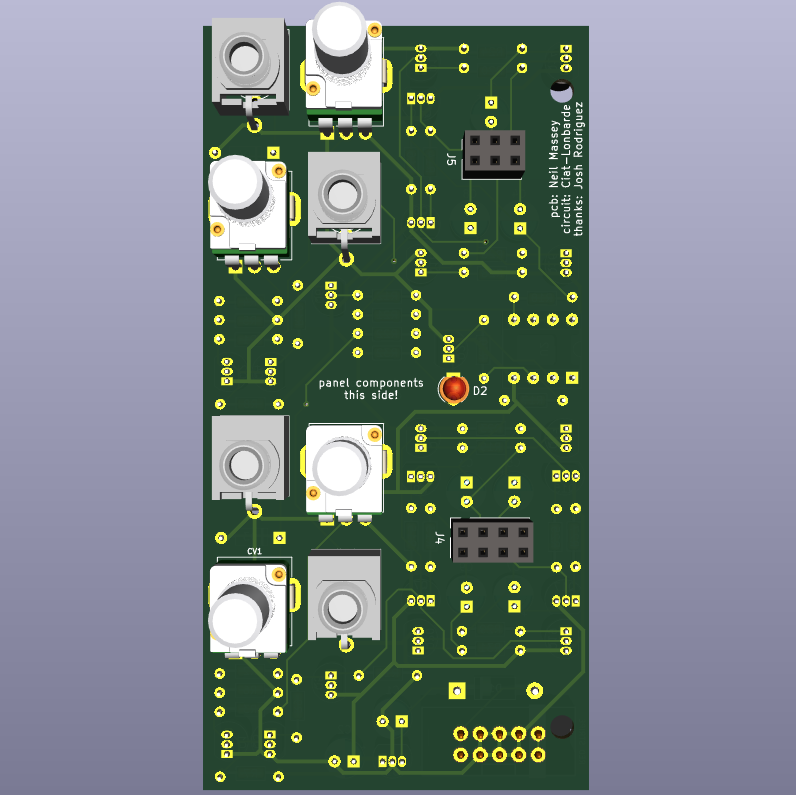 J5
pcb: Neil Massey
circuit: Ciat-Lonbarde
thanks: Josh Rodriguez
panel components
this side!
D2
J4
CV1